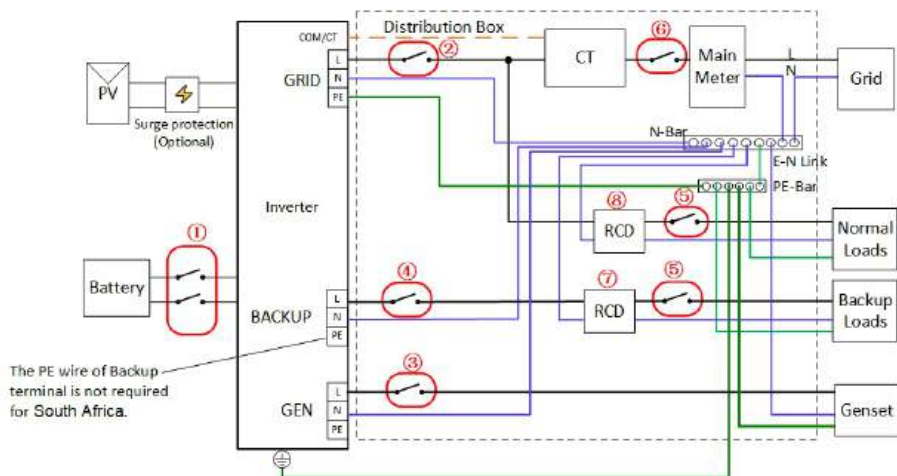 COM/CT
Distribution Box
②
⑥
L
N
PE
GRID
CT
Main
Meter
L
N
Grid
PV
Surge protection
(Optional)
N-Bar
E-N Link
PE-Bar
Inverter
⑧
⑤
RCD
Normal
Loads
①
Battery
④
⑦
⑤
L
N
PE
BACKUP
RCD
Backup
Loads
The PE wire of Backup
terminal is not required
for South Africa.
③
L
N
PE
GEN
Genset